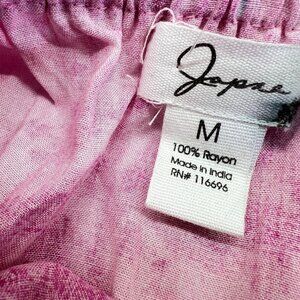 Japna
M
100% Rayon
Made in India
RN# 116696